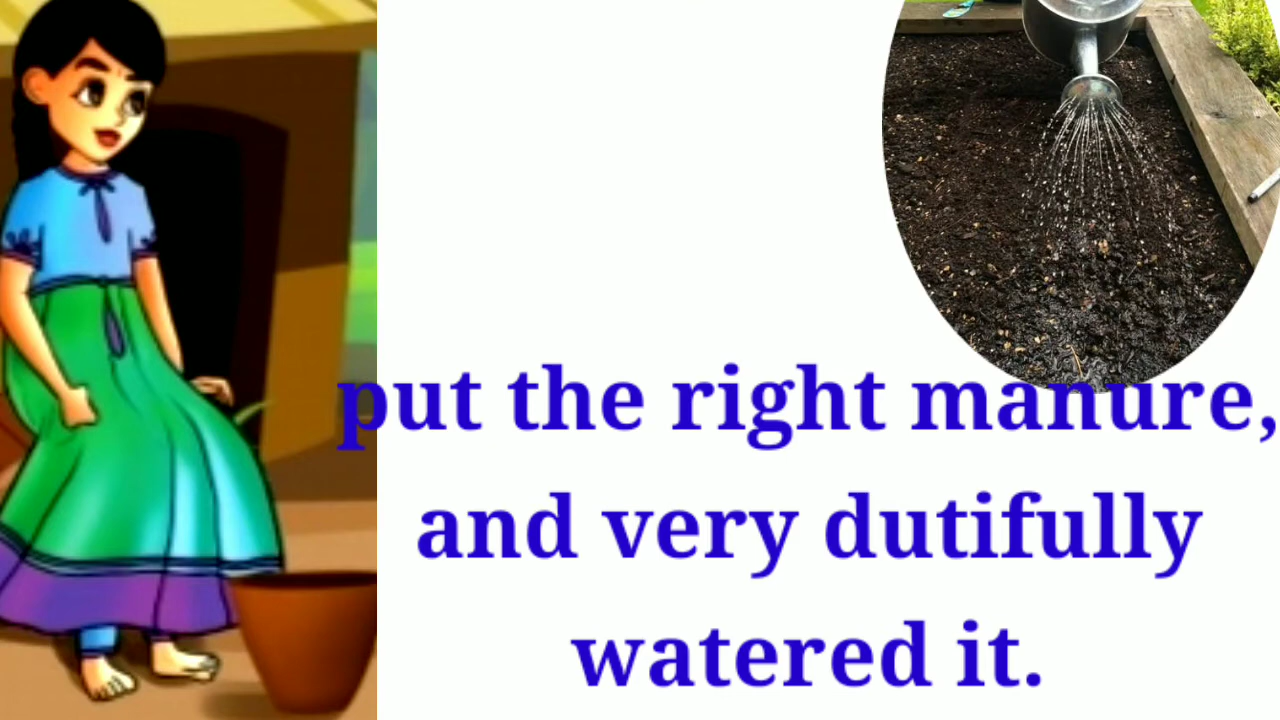 put the right manure,
and very dutifully
watered it.